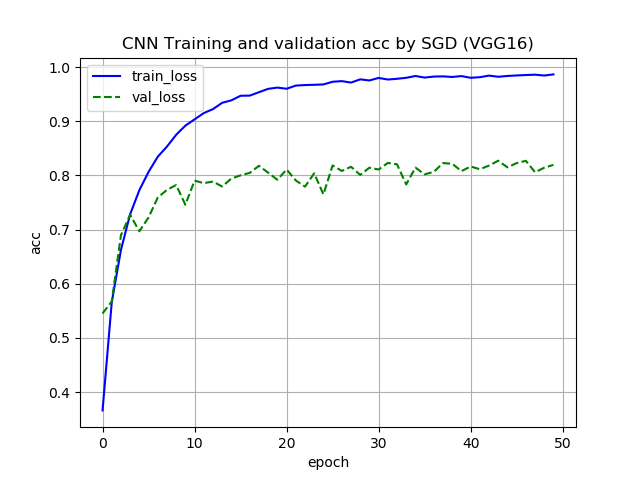 CNN Training and validation acc by SGD (VGG16)
train_loss
val_loss
acc
1.0
0.9
0.8
0.7
0.6
0.5
0.4
0 10 20 30 40 50
epoch